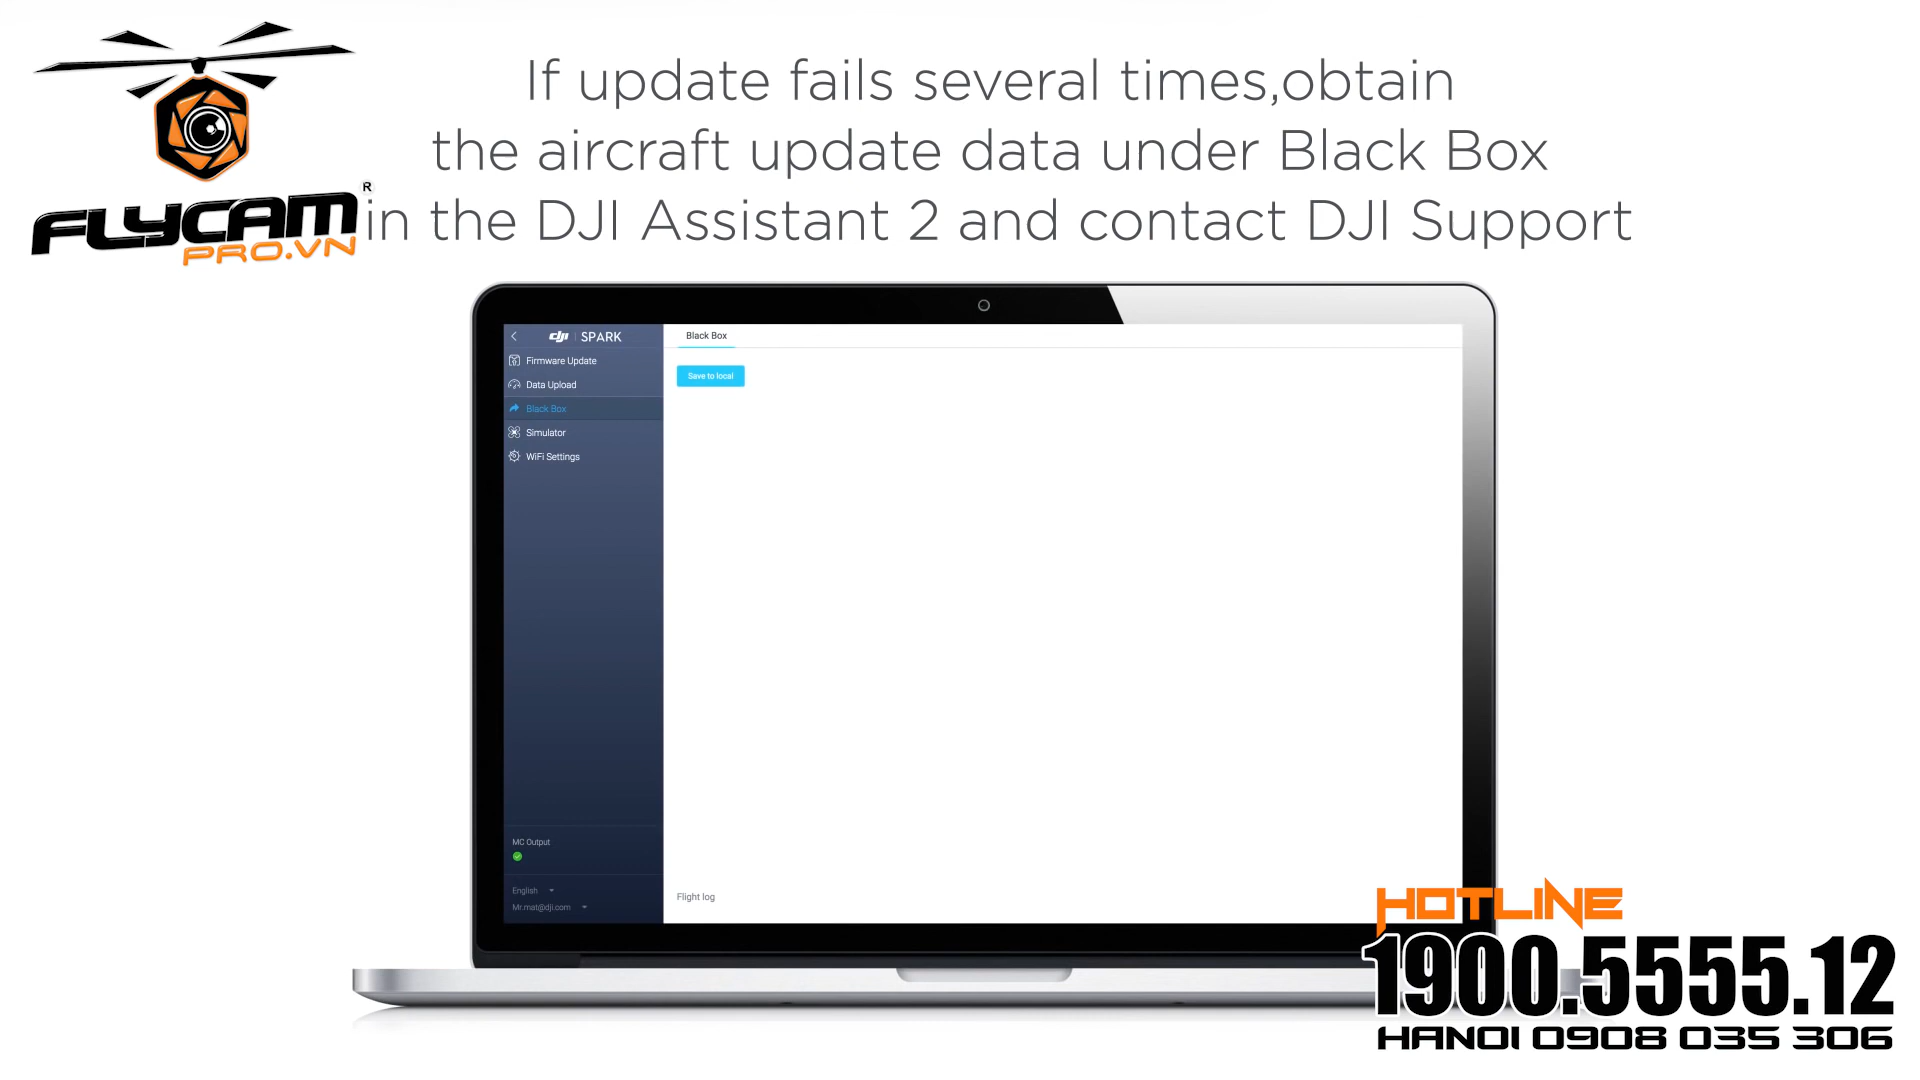 If update fails several times,obtain
the aircraft update data under Black Box
in the DJI Assistant 2 and contact DJI Support
FLYCAM
®
PRO.VN
dji | SPARK
Firmware Update
Data Upload
Black Box
Simulator
WiFi Settings
MC Output
English
Mr.mat@dji.com
Black Box
Save to local
Flight log
HOTLINE
1900.5555.12
HANOI 0908 035 306